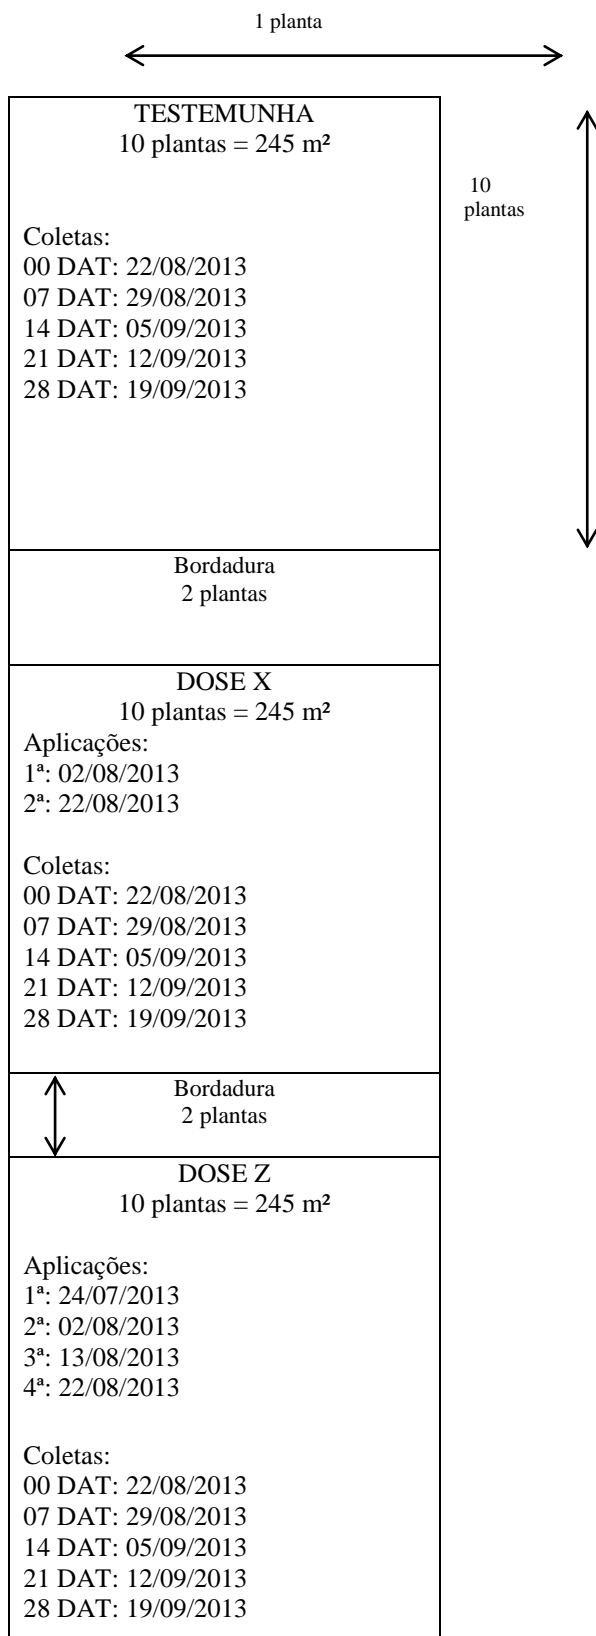 1 planta
TESTEMUNHA
10 plantas = 245 m²
10
plantas
Coletas:
00 DAT: 22/08/2013
07 DAT: 29/08/2013
14 DAT: 05/09/2013
21 DAT: 12/09/2013
28 DAT: 19/09/2013
Bordadura
2 plantas
DOSE X
10 plantas = 245 m²
Aplicações:
1ª: 02/08/2013
2ª: 22/08/2013
Coletas:
00 DAT: 22/08/2013
07 DAT: 29/08/2013
14 DAT: 05/09/2013
21 DAT: 12/09/2013
28 DAT: 19/09/2013
Bordadura
2 plantas
DOSE Z
10 plantas = 245 m²
Aplicações:
1ª: 24/07/2013
2ª: 02/08/2013
3ª: 13/08/2013
4ª: 22/08/2013
Coletas:
00 DAT: 22/08/2013
07 DAT: 29/08/2013
14 DAT: 05/09/2013
21 DAT: 12/09/2013
28 DAT: 19/09/2013